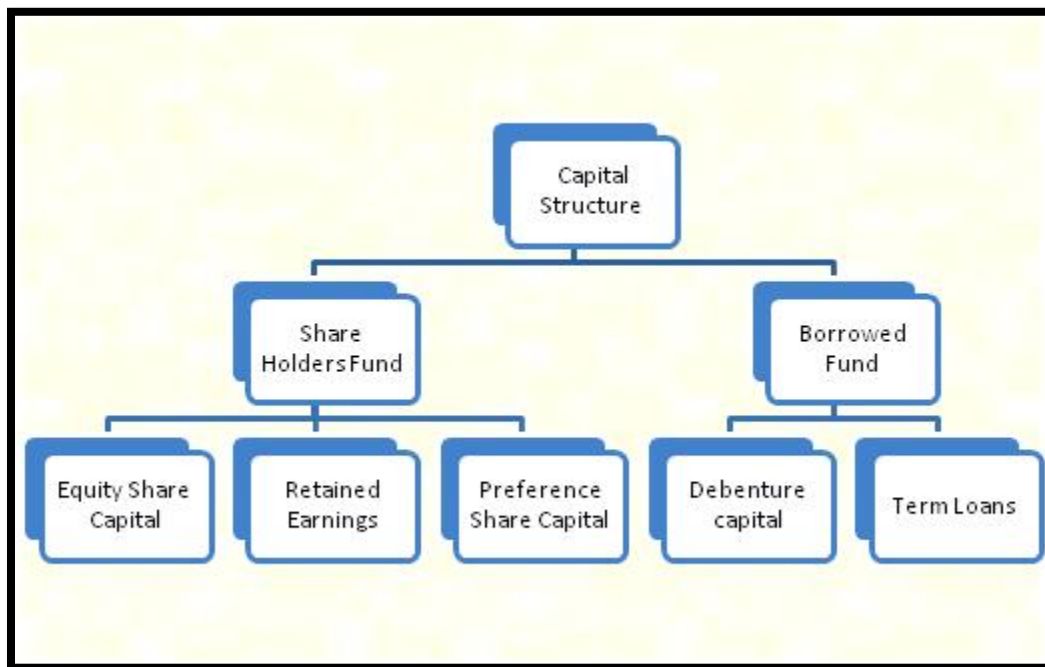 Capital
Structure
Share
Holders Fund
Borrowed
Fund
Equity Share
Capital
Retained
Earnings
Preference
Share Capital
Debenture
capital
Term Loans